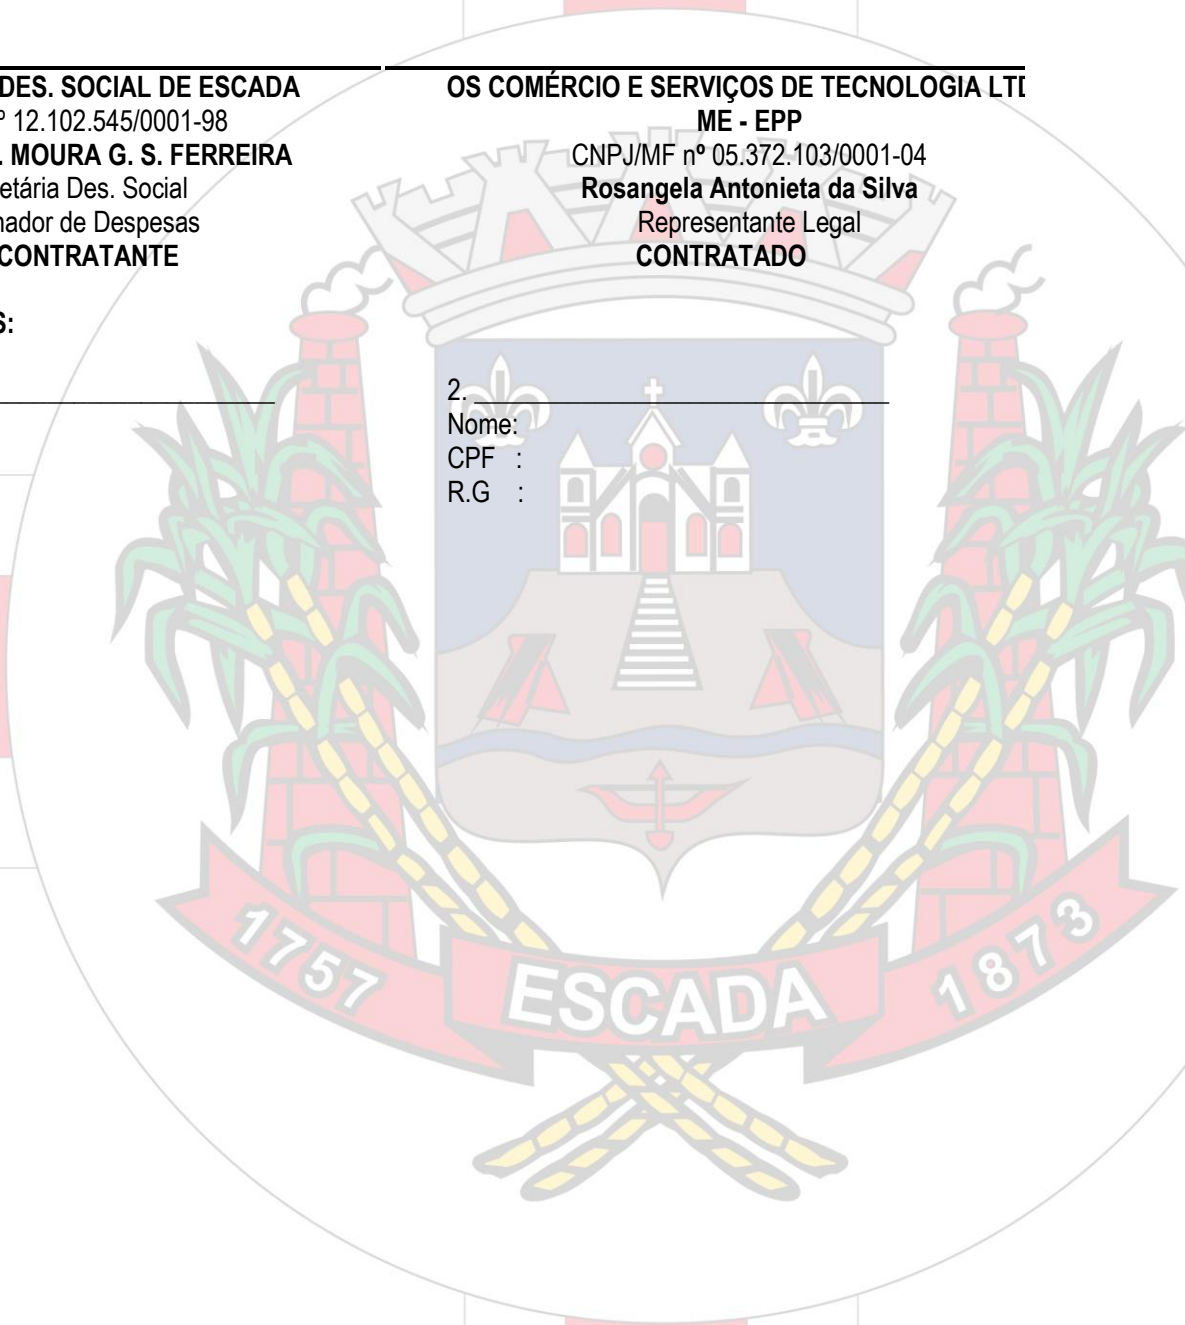 DES. SOCIAL DE ESCADA
º 12.102.545/0001-98
. MOURA G. S. FERREIRA
etária Des. Social
nador de Despesas
CONTRATANTE
OS COMÉRCIO E SERVIÇOS DE TECNOLOGIA LTD
ME - EPP
CNPJ/MF nº 05.372.103/0001-04
Rosangela Antonieta da Silva
Representante Legal
CONTRATADO
S:
2. ______________________________
Nome:
CPF :
R.G :
1757
ESCADA
1873